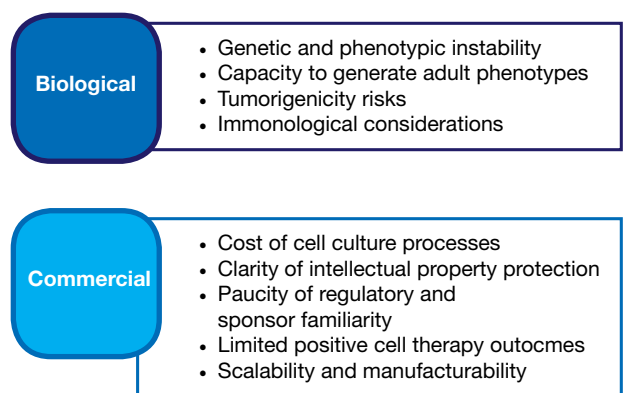 Biological
• Genetic and phenotypic instability
• Capacity to generate adult phenotypes
• Tumorigenicity risks
• Immonological considerations
Commercial
• Cost of cell culture processes
• Clarity of intellectual property protection
• Paucity of regulatory and
sponsor familiarity
• Limited positive cell therapy outocmes
• Scalability and manufacturability